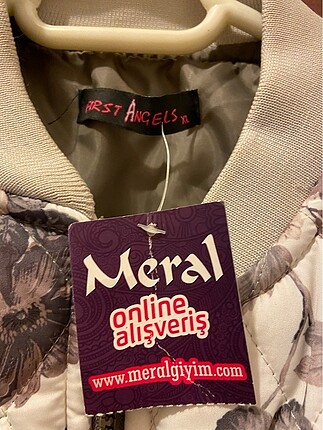 FIRST ANGELS XL
Meral
online
alışveriş
www.meralgiyim.com